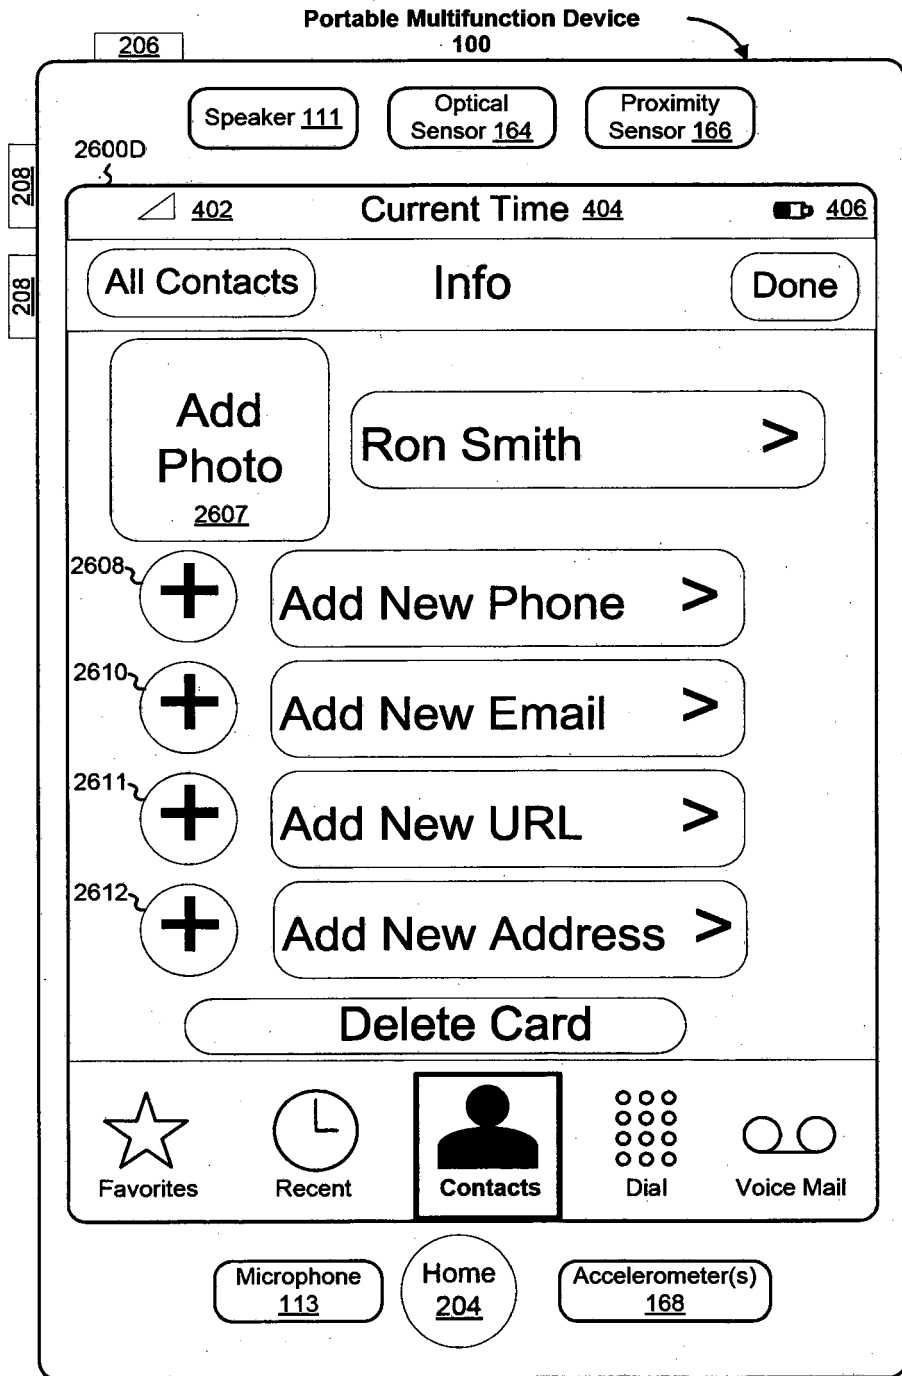 Portable Multifunction Device
100
206
Speaker 111
Optical
Sensor 164
Proximity
Sensor 166
2600D
208
208
402
Current Time 404
406
All Contacts
Info
Done
Add
Photo
2607
Ron Smith >
2608
+ Add New Phone >
2610
+ Add New Email >
2611
+ Add New URL >
2612
+ Add New Address >
Delete Card
Favorites
Recent
Contacts
Dial
Voice Mail
Microphone
113
Home
204
Accelerometer(s)
168